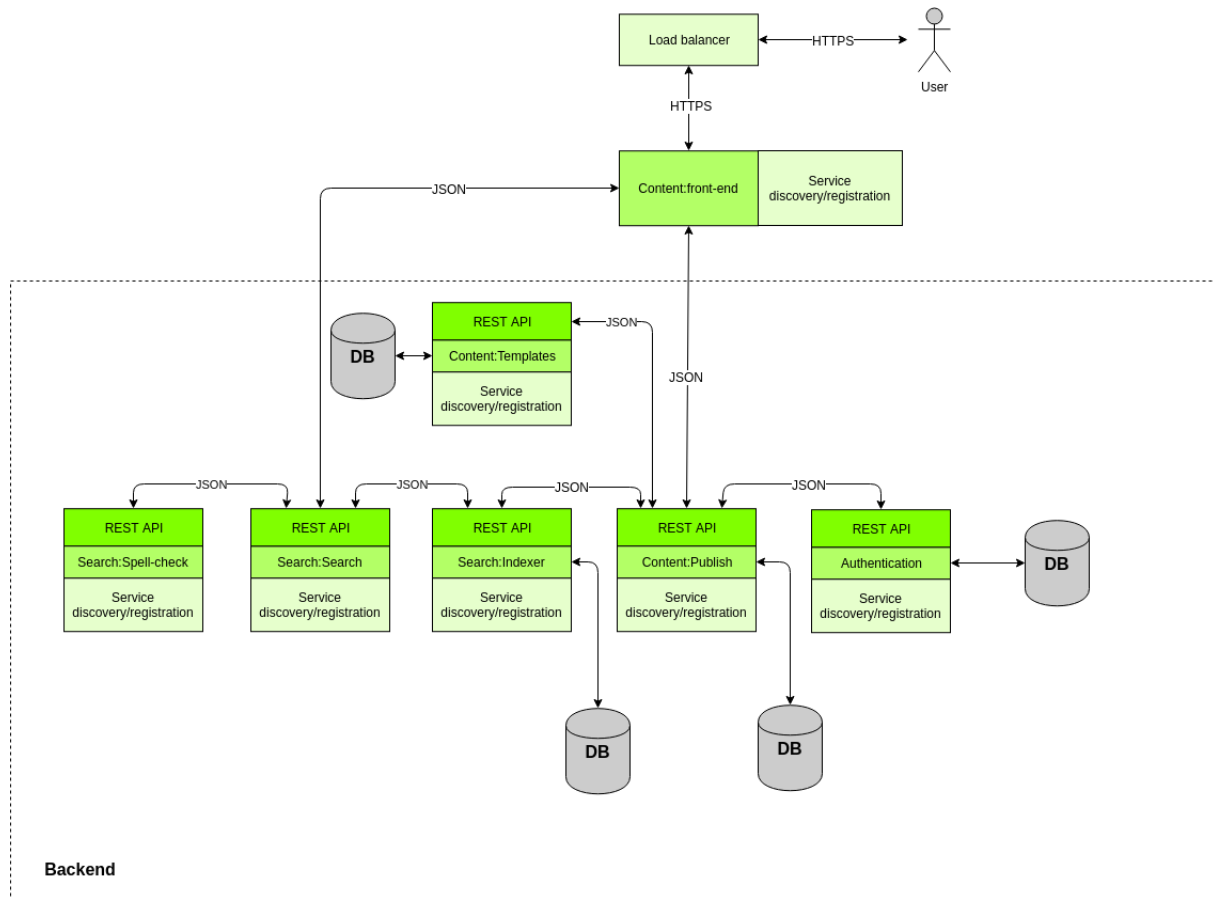 Load balancer
HTTPS
User
HTTPS
Content:front-end
Service
discovery/registration
JSON
REST API
JSON
DB
Content:Templates
Service
discovery/registration
JSON
JSON
JSON
JSON
JSON
REST API
REST API
REST API
REST API
REST API
Search:Spell-check
Search:Search
Search:Indexer
Content:Publish
Authentication
DB
Service
discovery/registration
Service
discovery/registration
Service
discovery/registration
Service
discovery/registration
Service
discovery/registration
DB
DB
Backend